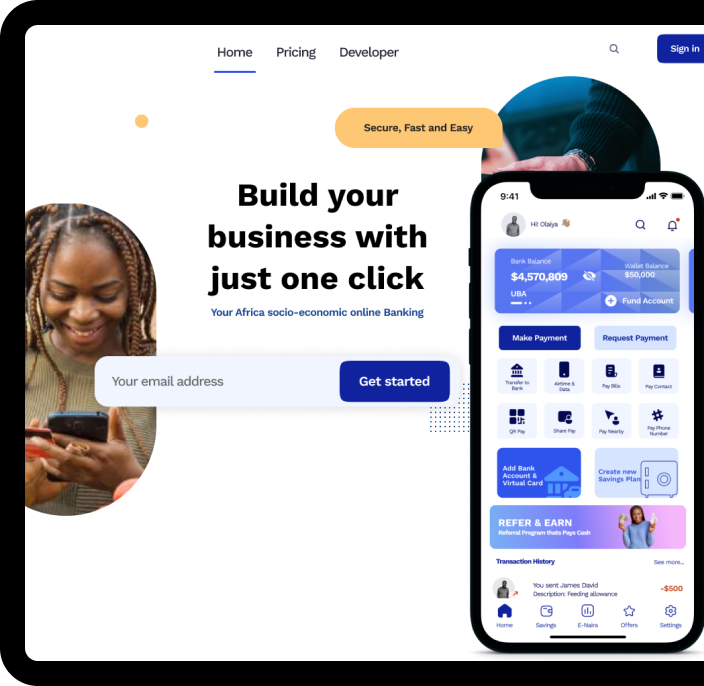 Home Pricing Developer
Sign in
Secure, Fast and Easy
Build your
business with
just one click
Your Africa socio-economic online Banking
Your email address
Get started
9:41
Hi! Olaiya
Bank Balance
$4,570,809
UBA
Wallet Balance
$50,000
Fund Account
Make Payment
Request Payment
Transfer to
Bank
Airtime &
Data
Pay Bills
Pay Contact
QR Pay
Share Pay
Pay Nearby
Pay Phone
Number
Add Bank
Account &
Virtual Card
Create new
Savings Plan
REFER & EARN
Referral Program thats Pays Cash
Transaction History
See more...
You sent James David
Description: Feeding allowance
-$500
Home
Savings
E-Naira
Offers
Settings